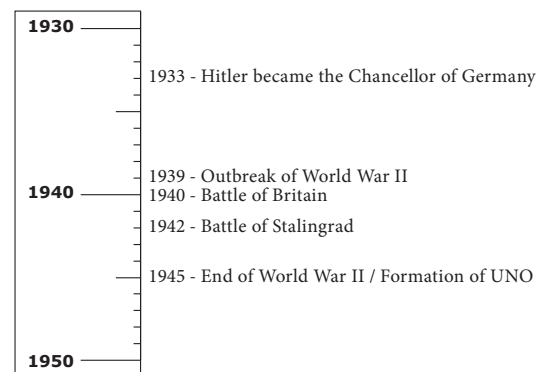 1930
1933 - Hitler became the Chancellor of Germany
1939 - Outbreak of World War II
1940
1940 - Battle of Britain
1942 - Battle of Stalingrad
1945 - End of World War II / Formation of UNO
1950